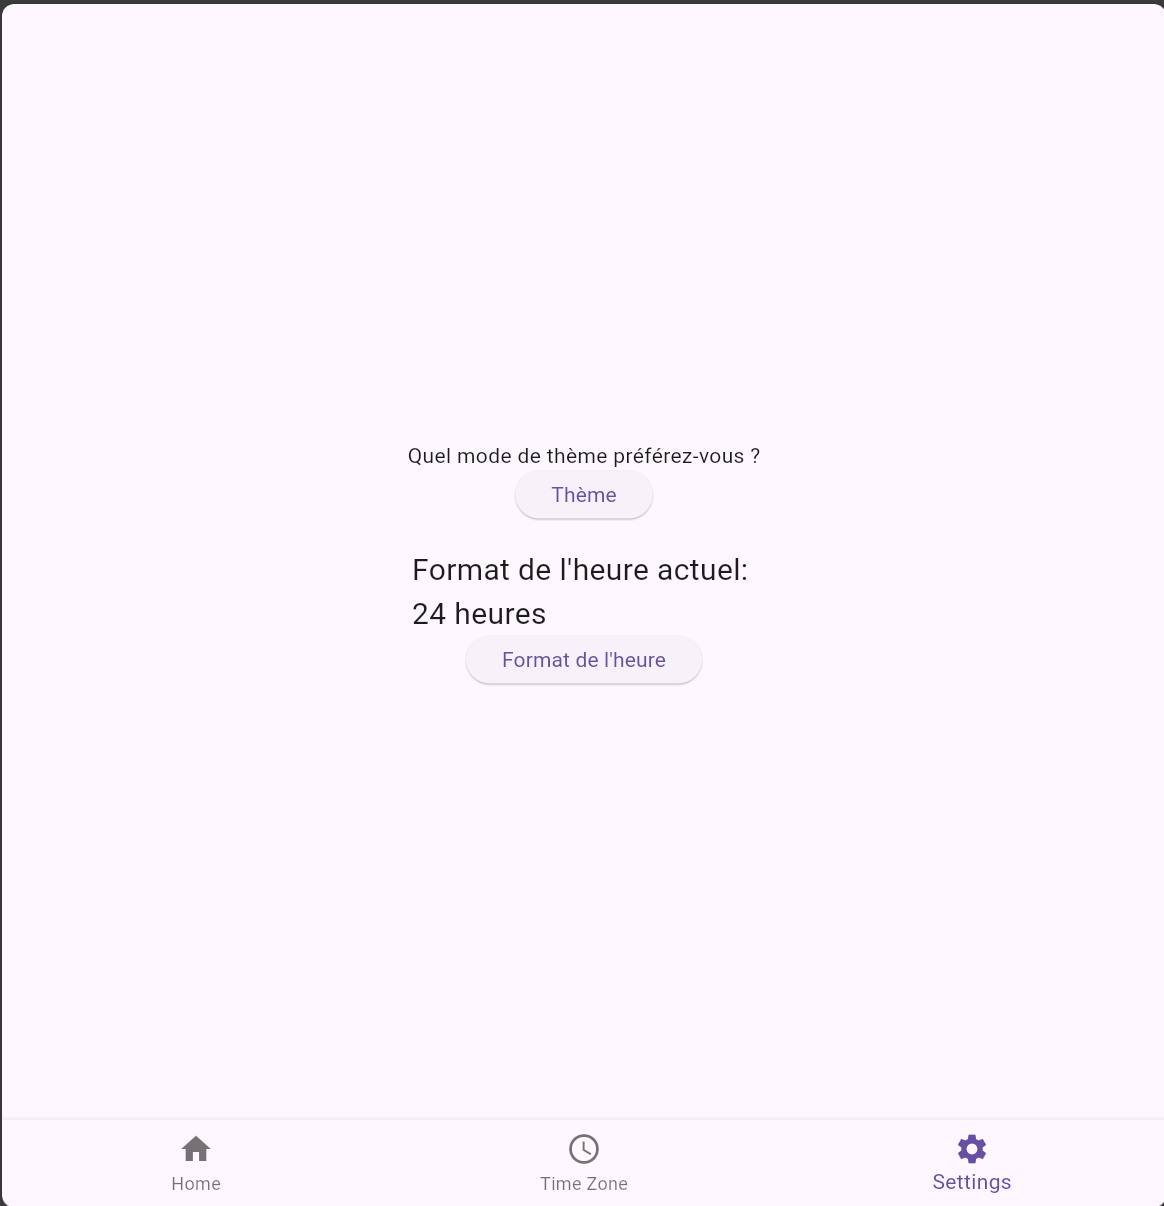 Quel mode de thème préférez-vous ?
Thème
Format de l'heure actuel:
24 heures
Format de l'heure
Home
Time Zone
Settings